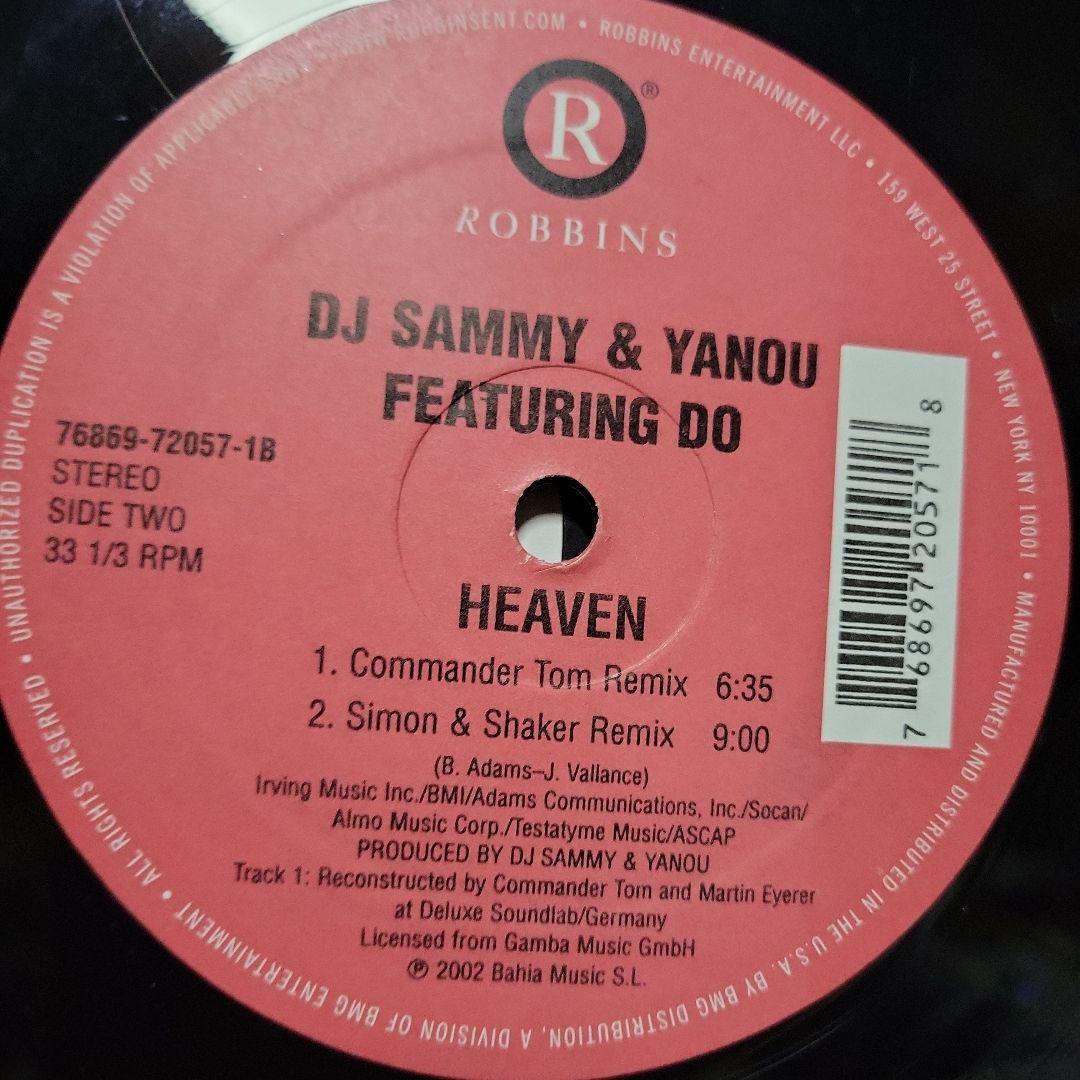 WWW.ROBBINSENT.COM • ROBBINS ENTERTAINMENT LLC • 159 WEST 25 STREET • NEW YORK NY 10001 • MANUFACTURED AND DISTRIBUTED IN THE U.S.A. BY BMG DISTRIBUTION, A DIVISION OF BMG ENTERTAINMENT • ALL RIGHTS RESERVED • UNAUTHORIZED DUPLICATION IS A VIOLATION OF APPLICABLE
R®
ROBBINS
DJ SAMMY & YANOU
FEATURING DO
76869-72057-1B
STEREO
SIDE TWO
33 1/3 RPM
7 68697 20571 8
HEAVEN
1. Commander Tom Remix 6:35
2. Simon & Shaker Remix 9:00
(B. Adams–J. Vallance)
Irving Music Inc./BMI/Adams Communications, Inc./Socan/
Almo Music Corp./Testatyme Music/ASCAP
PRODUCED BY DJ SAMMY & YANOU
Track 1: Reconstructed by Commander Tom and Martin Eyerer
at Deluxe Soundlab/Germany
Licensed from Gamba Music GmbH
℗ 2002 Bahia Music S.L.